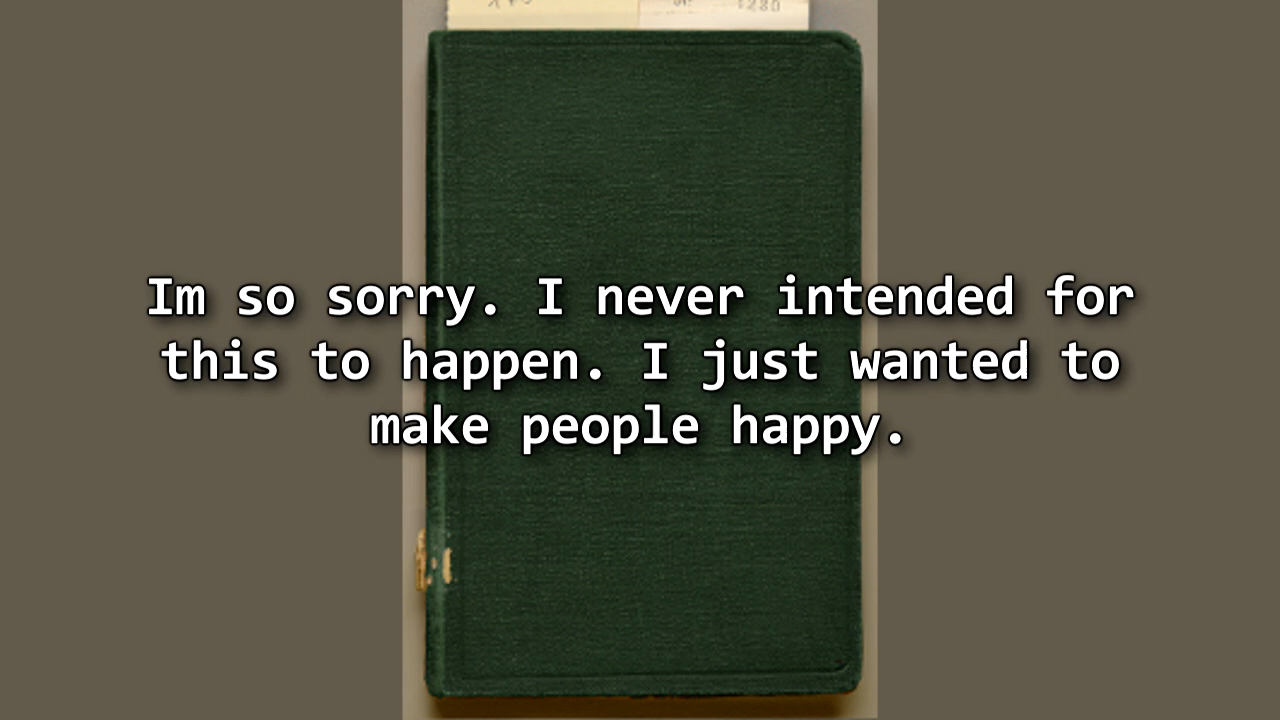 Im so sorry. I never intended for
this to happen. I just wanted to
make people happy.